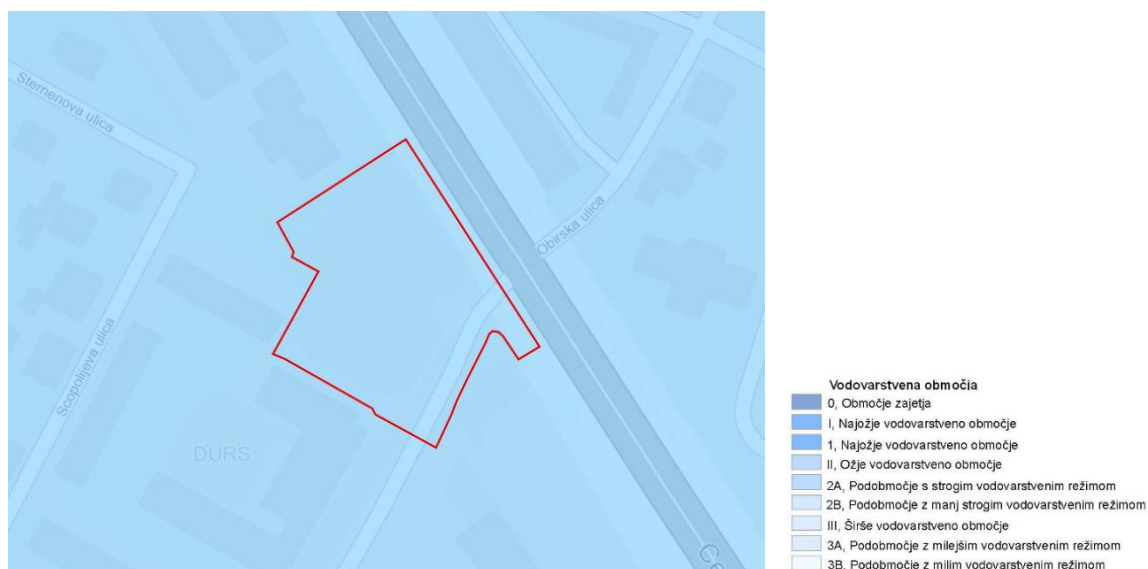 Sternenova ulica
Obirska ulica
Scopolijeva ulica
DURS
Ce
Vodovarstvena območja
0, Območje zajetja
I, Najožje vodovarstveno območje
1, Najožje vodovarstveno območje
II, Ožje vodovarstveno območje
2A, Podobmočje s strogim vodovarstvenim režimom
2B, Podobmočje z manj strogim vodovarstvenim režimom
III, Širše vodovarstveno območje
3A, Podobmočje z milejšim vodovarstvenim režimom
3B, Podobmočje z milim vodovarstvenim režimom